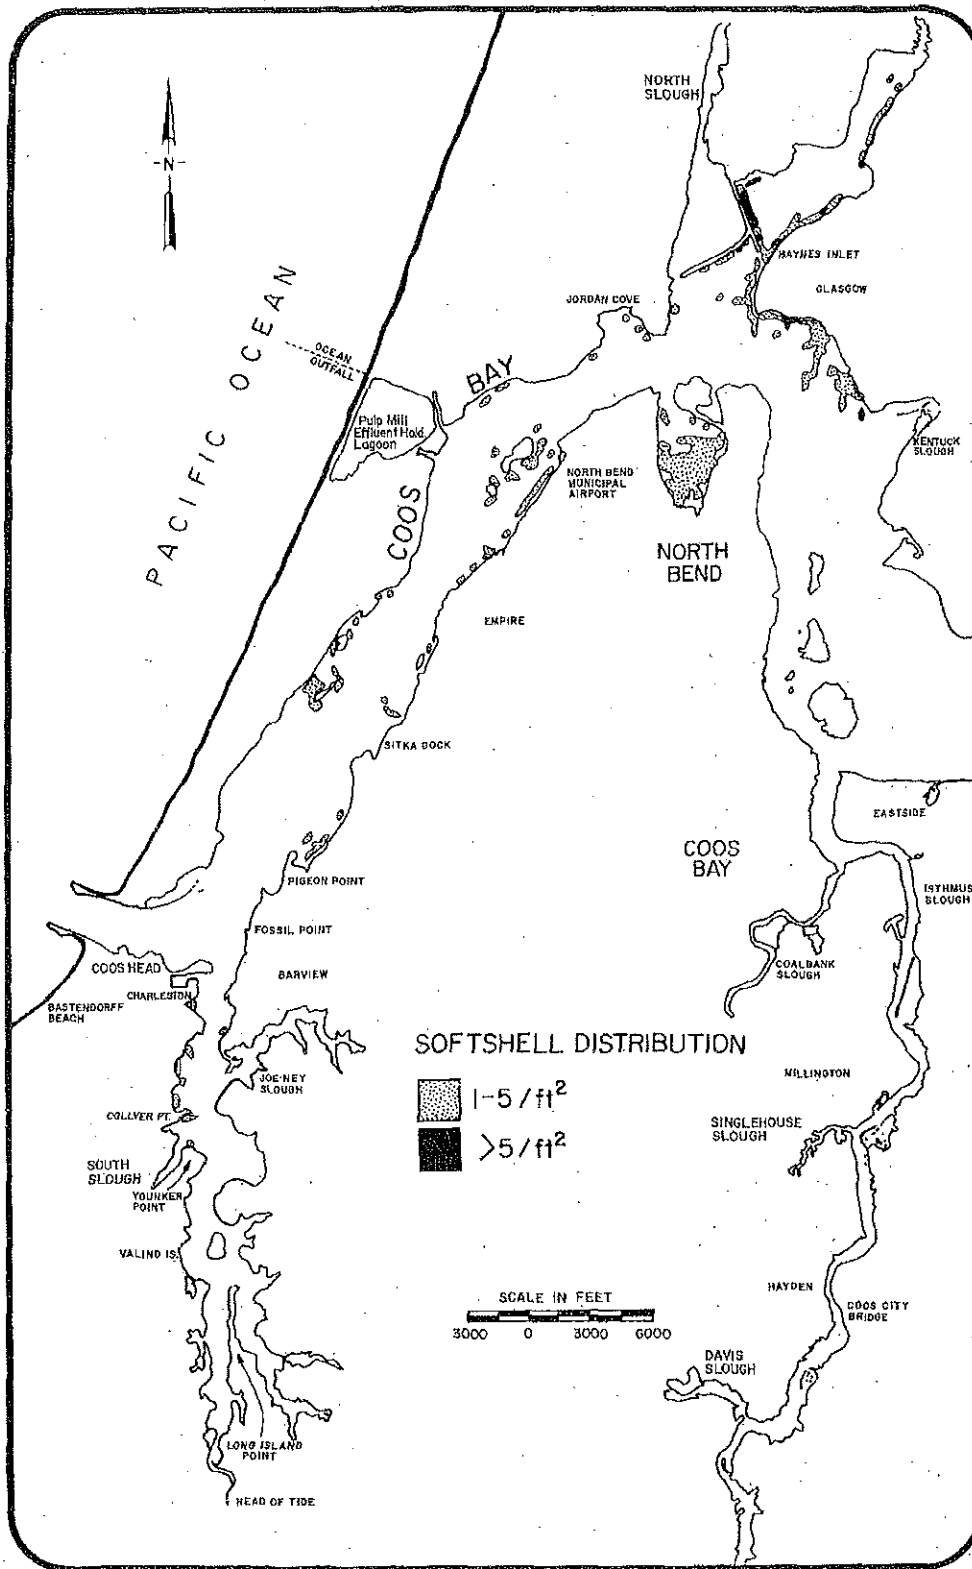 NORTH
SLOUGH
-N-
HAYNES INLET
GLASGOW
JORDAN COVE
PACIFIC OCEAN
OCEAN
OUTFALL
COOS BAY
Pulp Mill
Effluent Hold.
Lagoon
KENTUCK
SLOUGH
NORTH BEND
MUNICIPAL
AIRPORT
NORTH
BEND
EMPIRE
SITKA DOCK
EASTSIDE
COOS
BAY
PIGEON POINT
ISTHMUS
SLOUGH
FOSSIL POINT
COOS HEAD
BARVIEW
COALBANK
SLOUGH
CHARLESTON
BASTENDORFF
BEACH
SOFTSHELL DISTRIBUTION
1-5/ft²
>5/ft²
JOE NEY
SLOUGH
MILLINGTON
COLLVER PT.
SINGLEHOUSE
SLOUGH
SOUTH
SLOUGH
YOUNKER
POINT
VALINO IS.
HAYDEN
COOS CITY
BRIDGE
SCALE IN FEET
3000 0 3000 6000
DAVIS
SLOUGH
LONG ISLAND
POINT
HEAD OF TIDE